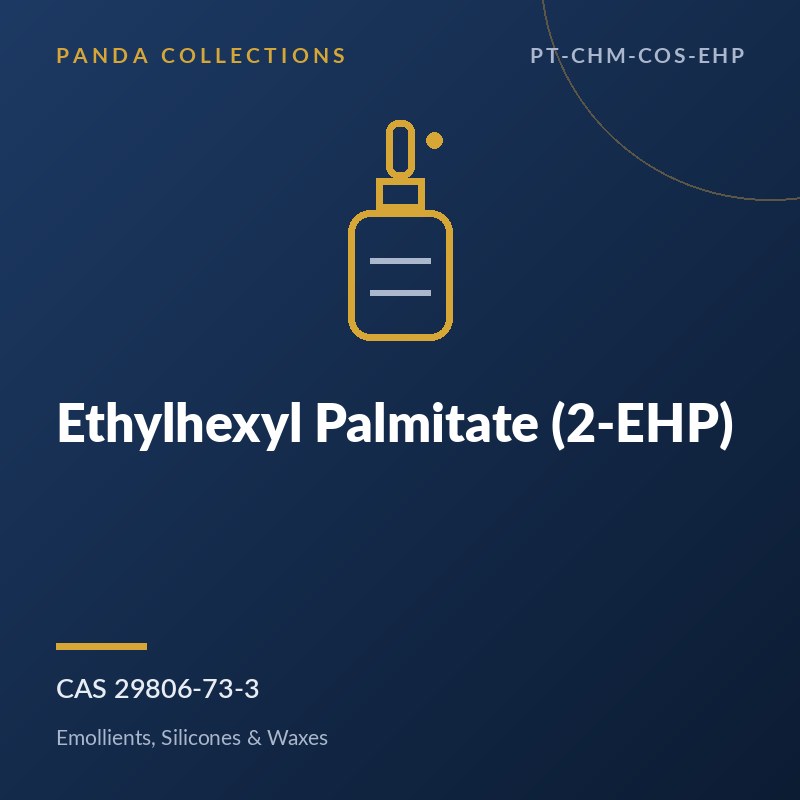 PANDA COLLECTIONS
PT-CHM-COS-EHP
Ethylhexyl Palmitate (2-EHP)
CAS 29806-73-3
Emollients, Silicones & Waxes